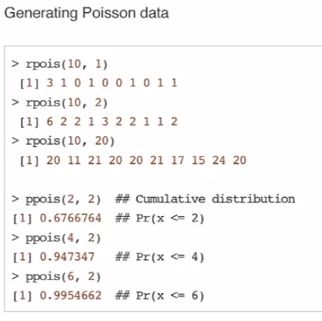 Generating Poisson data
> rpois(10, 1)
[1] 3 1 0 1 0 0 1 0 1 1
> rpois(10, 2)
[1] 6 2 2 1 3 2 2 1 1 2
> rpois(10, 20)
[1] 20 11 21 20 20 21 17 15 24 20
> ppois(2, 2) ## Cumulative distribution
[1] 0.6766764 ## Pr(x <= 2)
> ppois(4, 2)
[1] 0.947347 ## Pr(x <= 4)
> ppois(6, 2)
[1] 0.9954662 ## Pr(x <= 6)